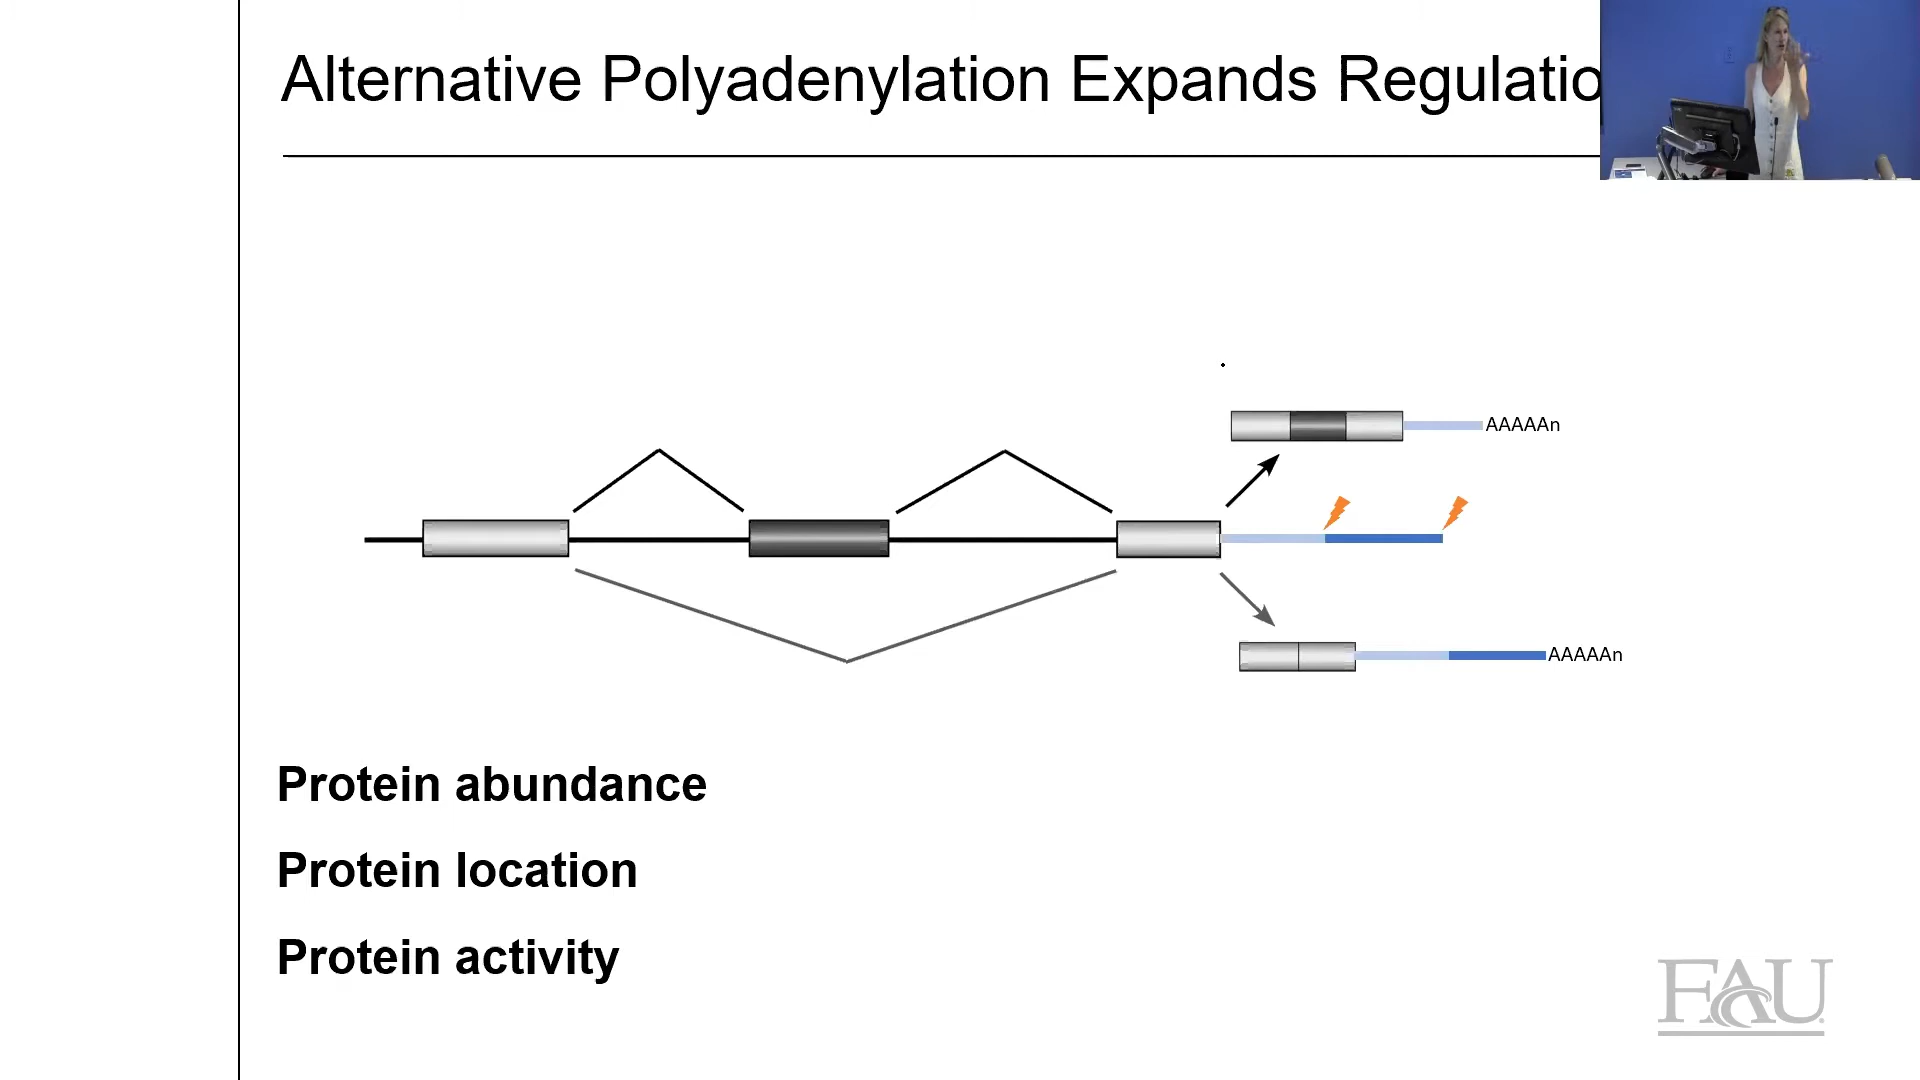 Alternative Polyadenylation Expands Regulatio
AAAAAn
AAAAAn
Protein abundance
Protein location
Protein activity
FAU